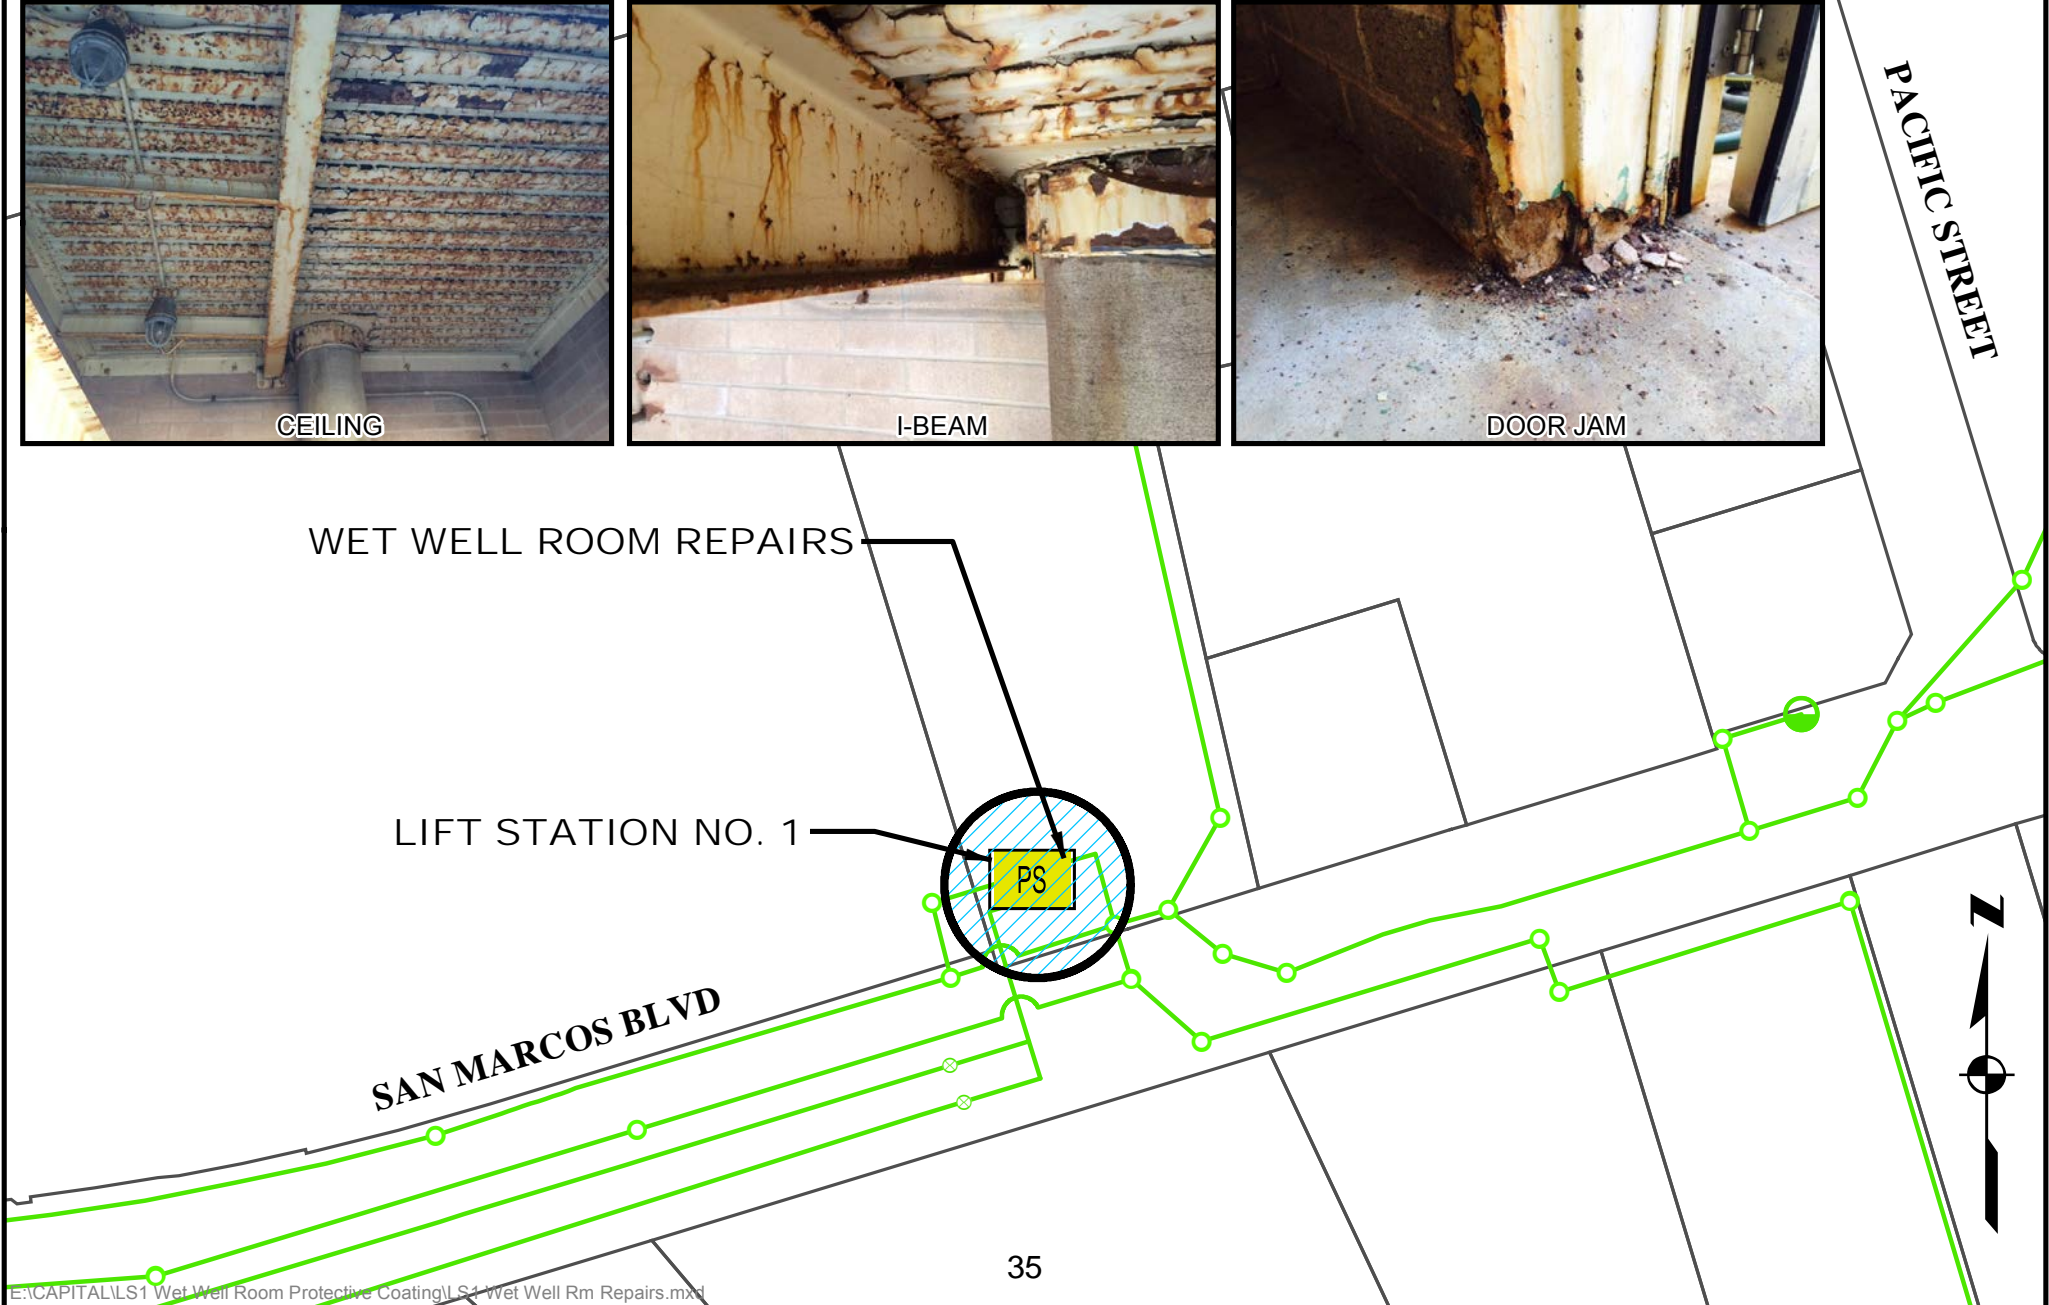 CEILING
I-BEAM
DOOR JAM
PACIFIC STREET
WET WELL ROOM REPAIRS
LIFT STATION NO. 1
PS
SAN MARCOS BLVD
Z
35
E:\CAPITAL\LS1 Wet Well Room Protective Coating\LS1 Wet Well Rm Repairs.mxd